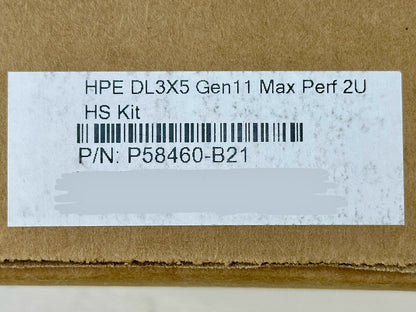 HPE DL3X5 Gen11 Max Perf 2U
HS Kit
P/N: P58460-B21